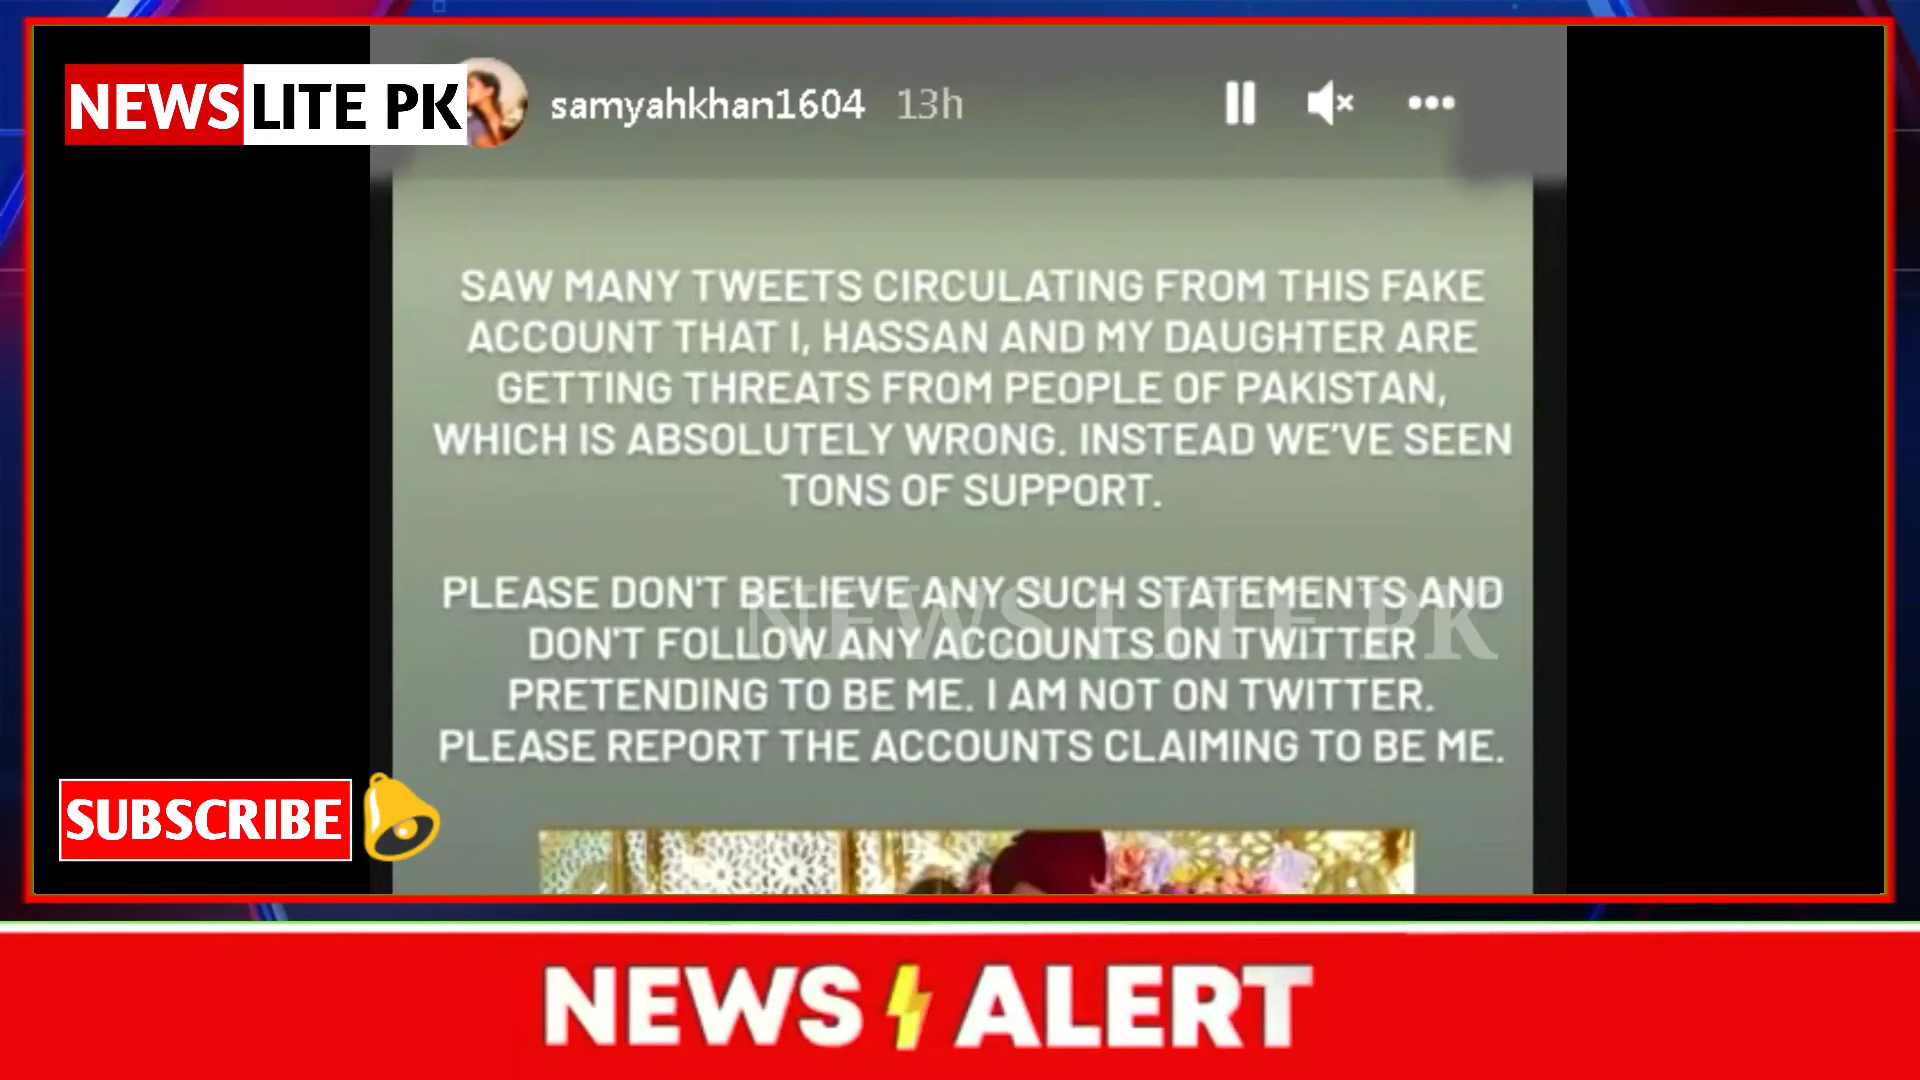 NEWS LITE PK
samyahkhan1604 13h
SAW MANY TWEETS CIRCULATING FROM THIS FAKE
ACCOUNT THAT I, HASSAN AND MY DAUGHTER ARE
GETTING THREATS FROM PEOPLE OF PAKISTAN,
WHICH IS ABSOLUTELY WRONG. INSTEAD WE'VE SEEN
TONS OF SUPPORT.
PLEASE DON'T BELIEVE ANY SUCH STATEMENTS AND
DON'T FOLLOW ANY ACCOUNTS ON TWITTER
PRETENDING TO BE ME. I AM NOT ON TWITTER.
PLEASE REPORT THE ACCOUNTS CLAIMING TO BE ME.
NEWS LITE PK
SUBSCRIBE
NEWS ALERT